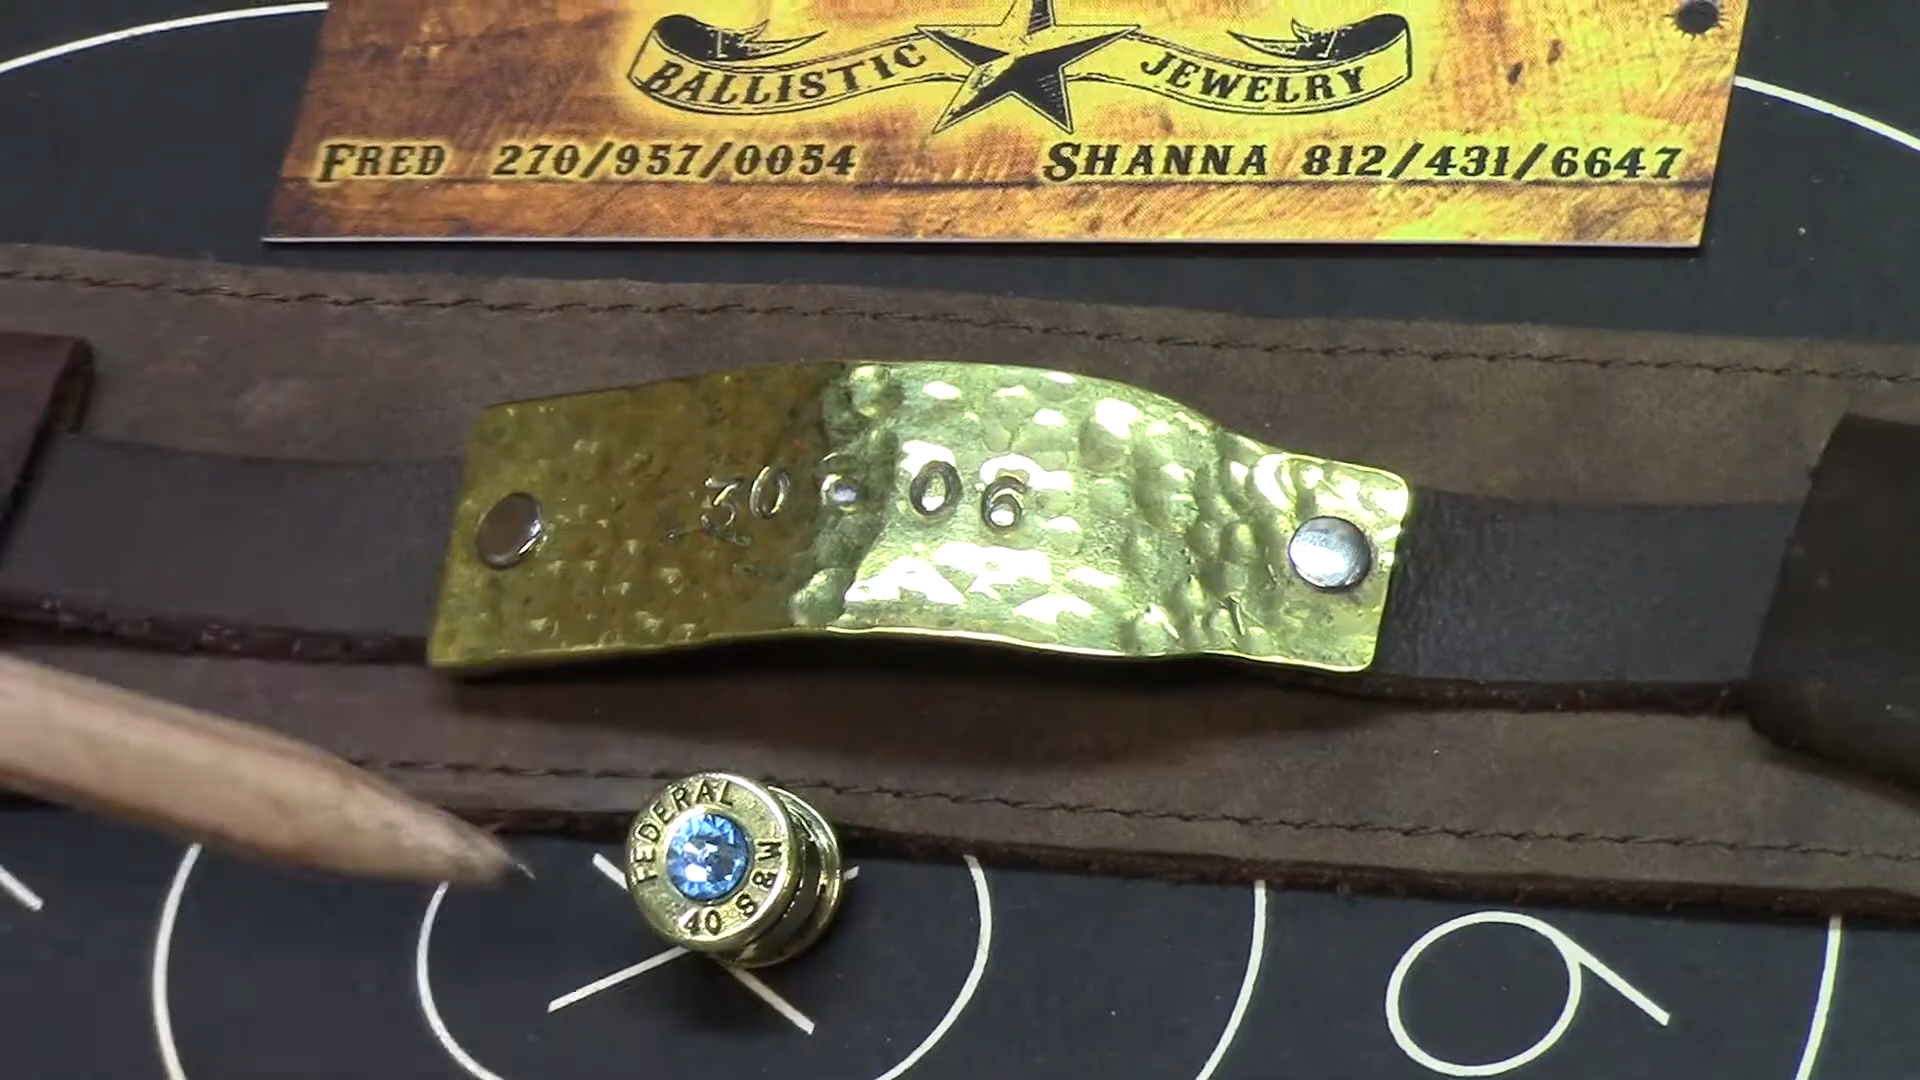 BALLISTIC JEWELRY
FRED 270/957/0054 SHANNA 812/431/6647
30 06
FEDERAL
40 S&W